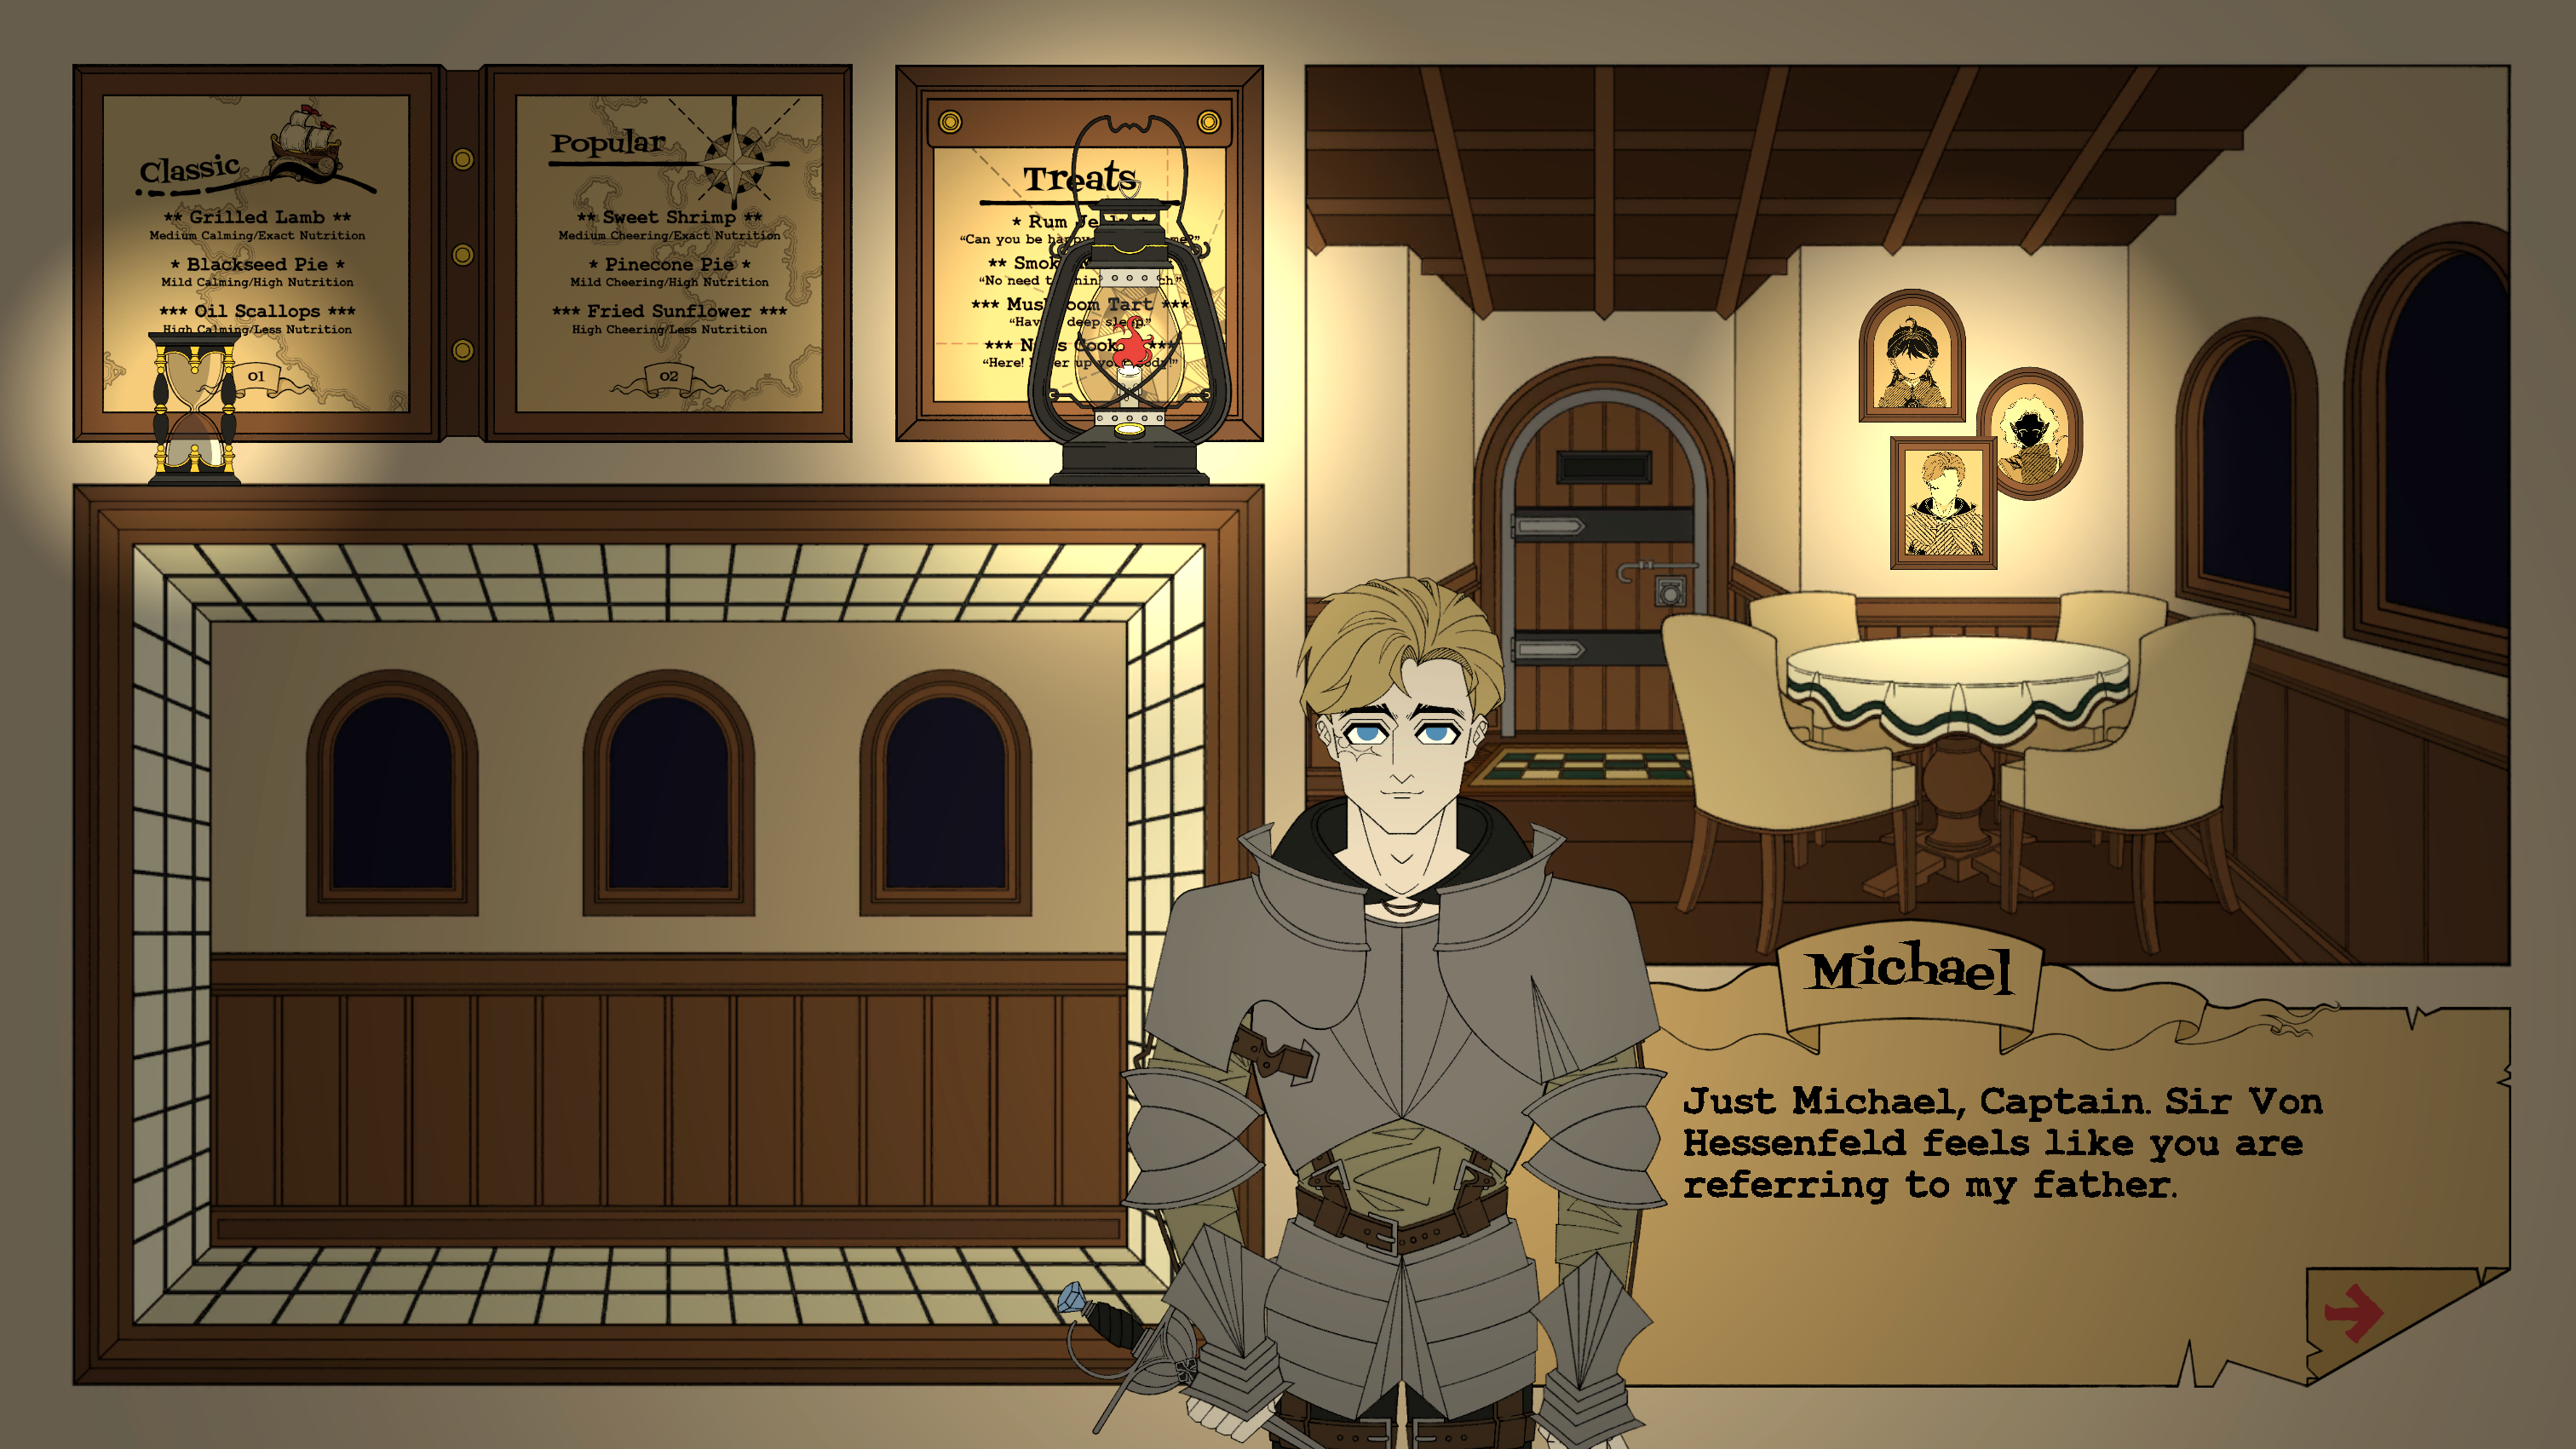 Classic
** Grilled Lamb **
Medium Calming/Exact Nutrition
* Blackseed Pie *
Mild Calming/High Nutrition
*** Oil Scallops ***
High Calming/Less Nutrition
01
Popular
** Sweet Shrimp **
Medium Cheering/Exact Nutrition
* Pinecone Pie *
Mild Cheering/High Nutrition
*** Fried Sunflower ***
High Cheering/Less Nutrition
02
Treats
* Rum
"Can you be
**
"No need
*** Mushroom Tart ***
deep sleep"
***
"Here!
Michael
Just Michael, Captain. Sir Von
Hessenfeld feels like you are
referring to my father.